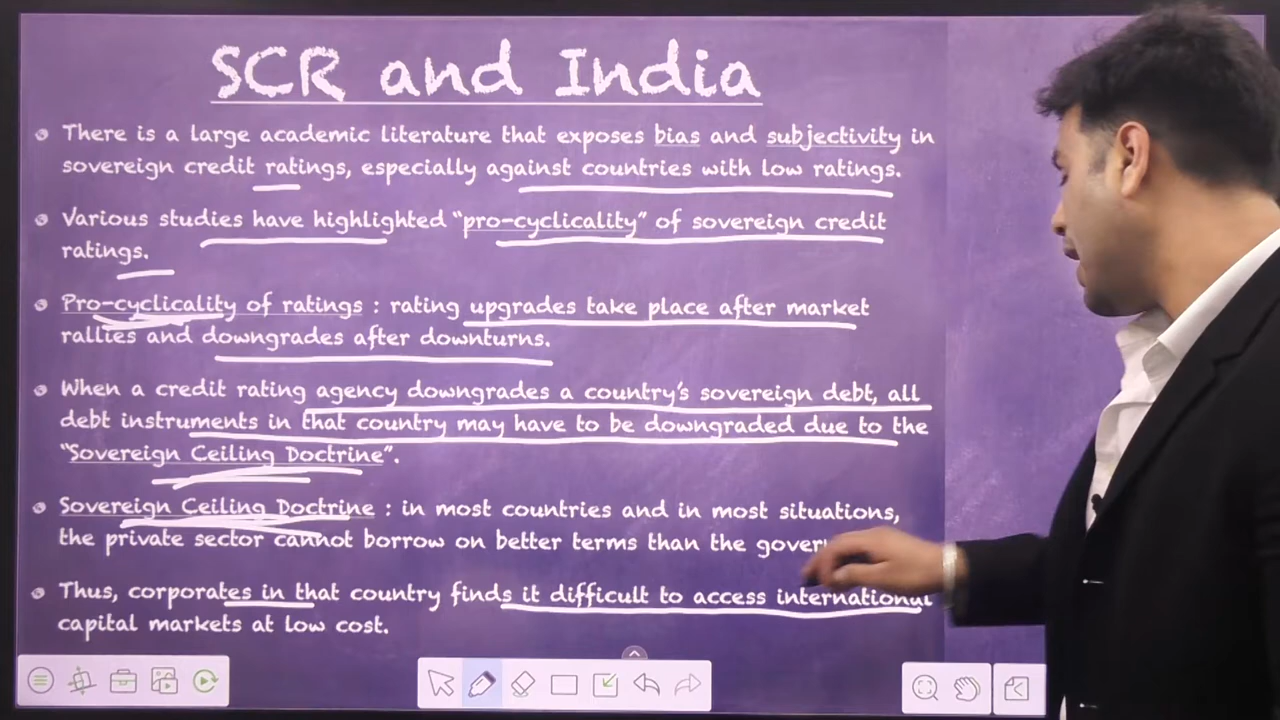 SCR and India
There is a large academic literature that exposes bias and subjectivity in
sovereign credit ratings, especially against countries with low ratings.
Various studies have highlighted “pro-cyclicality” of sovereign credit
ratings.
Pro-cyclicality of ratings : rating upgrades take place after market
rallies and downgrades after downturns.
When a credit rating agency downgrades a country's sovereign debt, all
debt instruments in that country may have to be downgraded due to the
“Sovereign Ceiling Doctrine”.
Sovereign Ceiling Doctrine : in most countries and in most situations,
the private sector cannot borrow on better terms than the
Thus, corporates in that country finds it difficult to access international
capital markets at low cost.